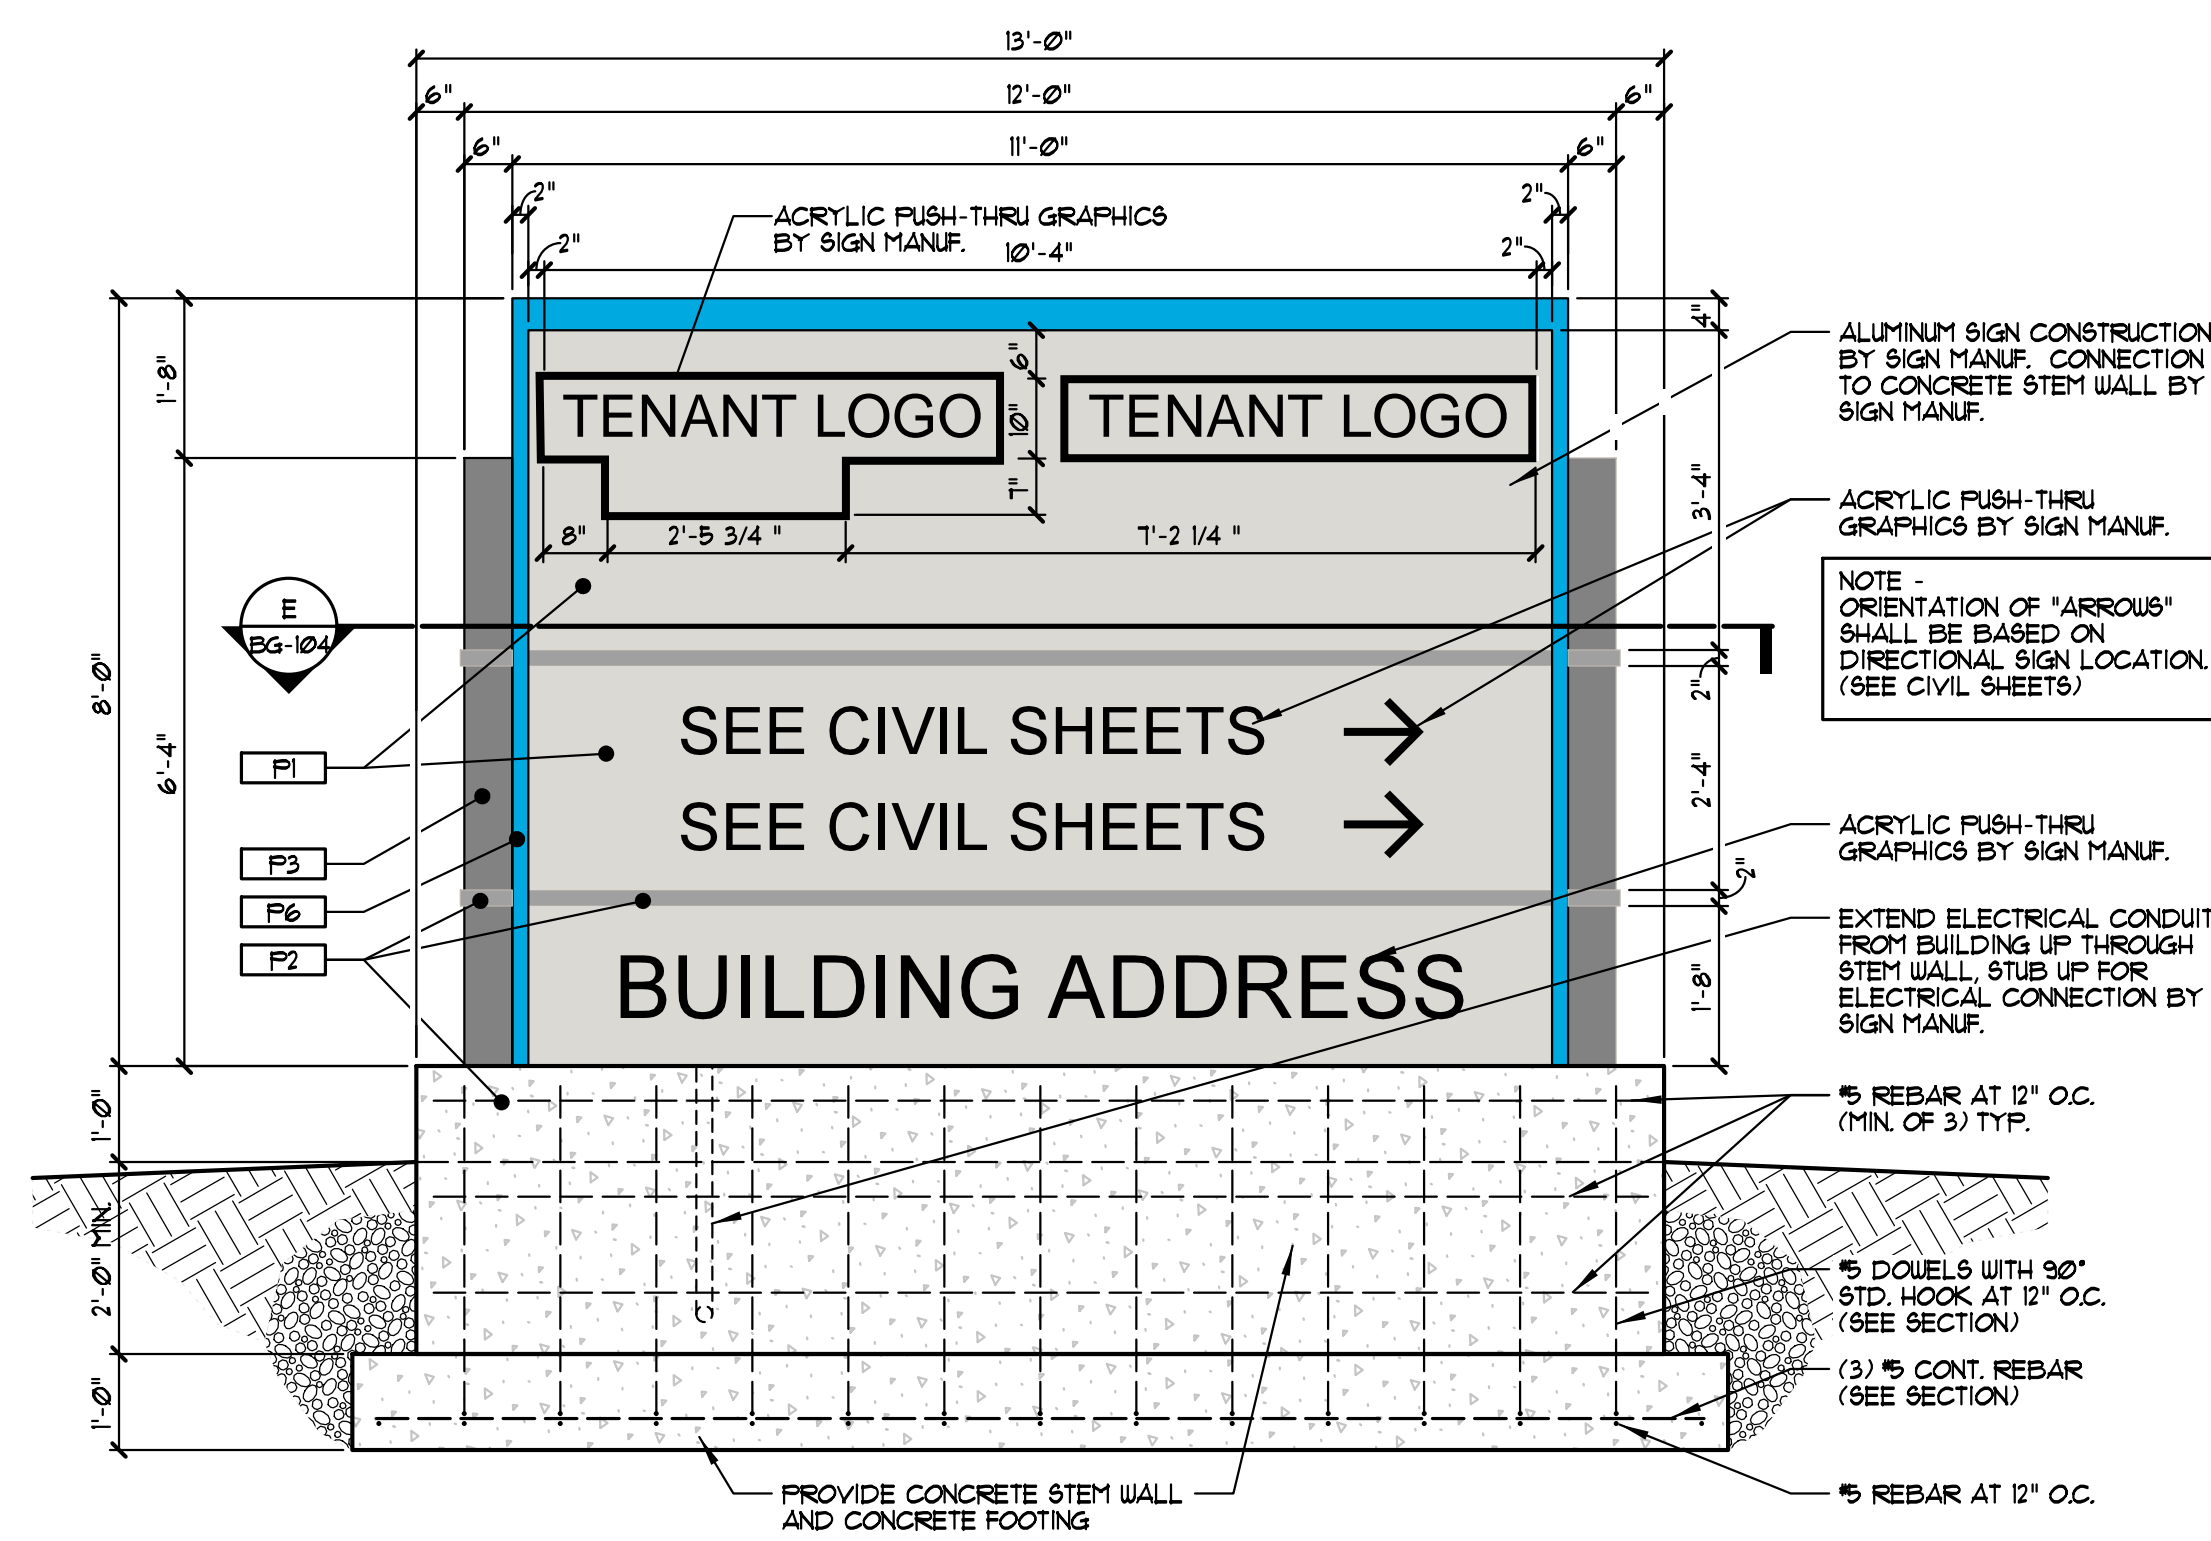 13'-0"
6" 12'-0" 6"
6" 11'-0" 6"
2" 2"
ACRYLIC PUSH-THRU GRAPHICS
BY SIGN MANUF.
2" 10'-4" 2"
4"
ALUMINUM SIGN CONSTRUCTION
BY SIGN MANUF. CONNECTION
TO CONCRETE STEM WALL BY
SIGN MANUF.
1'-8"
6"
TENANT LOGO 10" TENANT LOGO
7"
3'-4"
8" 2'-5 3/4 " 7'-2 1/4 "
ACRYLIC PUSH-THRU
GRAPHICS BY SIGN MANUF.
NOTE -
ORIENTATION OF "ARROWS"
SHALL BE BASED ON
DIRECTIONAL SIGN LOCATION.
(SEE CIVIL SHEETS)
E
BG-104
8'-0"
6'-4"
2"
SEE CIVIL SHEETS →
P1
2'-4"
SEE CIVIL SHEETS →
P3
P6
P2
2"
ACRYLIC PUSH-THRU
GRAPHICS BY SIGN MANUF.
BUILDING ADDRESS
1'-8"
EXTEND ELECTRICAL CONDUIT
FROM BUILDING UP THROUGH
STEM WALL, STUB UP FOR
ELECTRICAL CONNECTION BY
SIGN MANUF.
1'-0"
#5 REBAR AT 12" O.C.
(MIN. OF 3) TYP.
2'-0" MIN.
#5 DOWELS WITH 90°
STD. HOOK AT 12" O.C.
(SEE SECTION)
1'-0"
(3) #5 CONT. REBAR
(SEE SECTION)
PROVIDE CONCRETE STEM WALL
AND CONCRETE FOOTING
#5 REBAR AT 12" O.C.